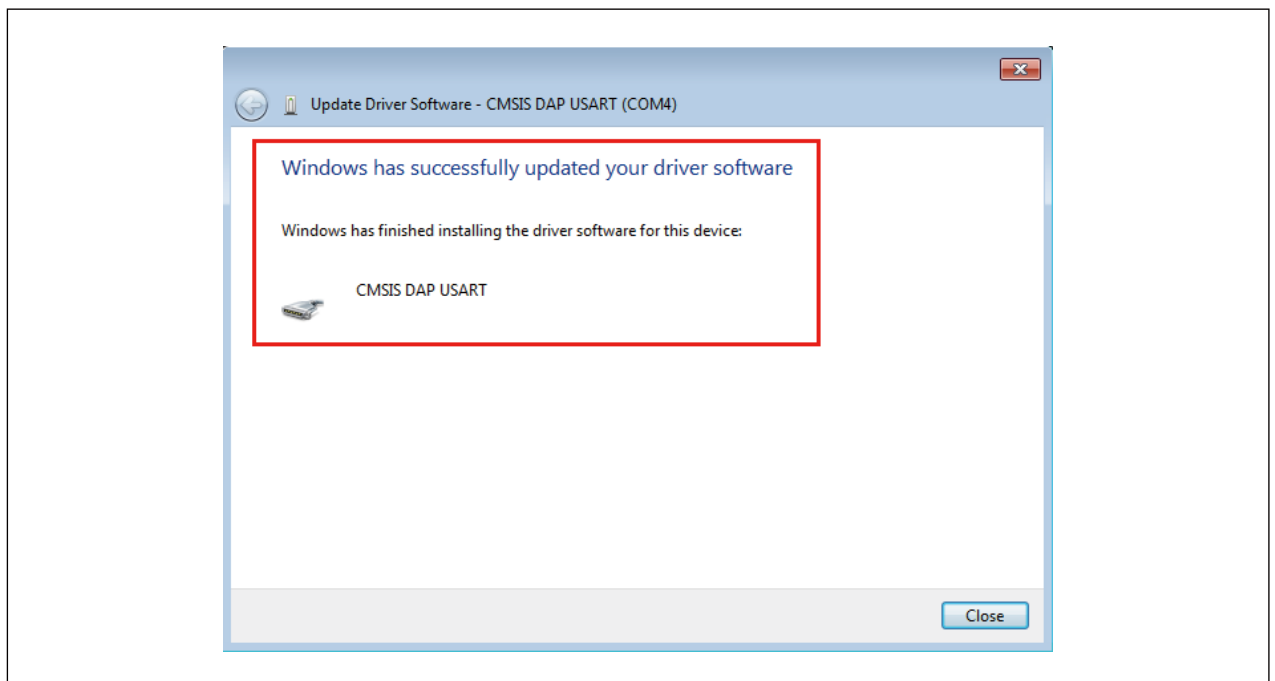 Update Driver Software - CMSIS DAP USART (COM4)
Windows has successfully updated your driver software
Windows has finished installing the driver software for this device:
CMSIS DAP USART
Close